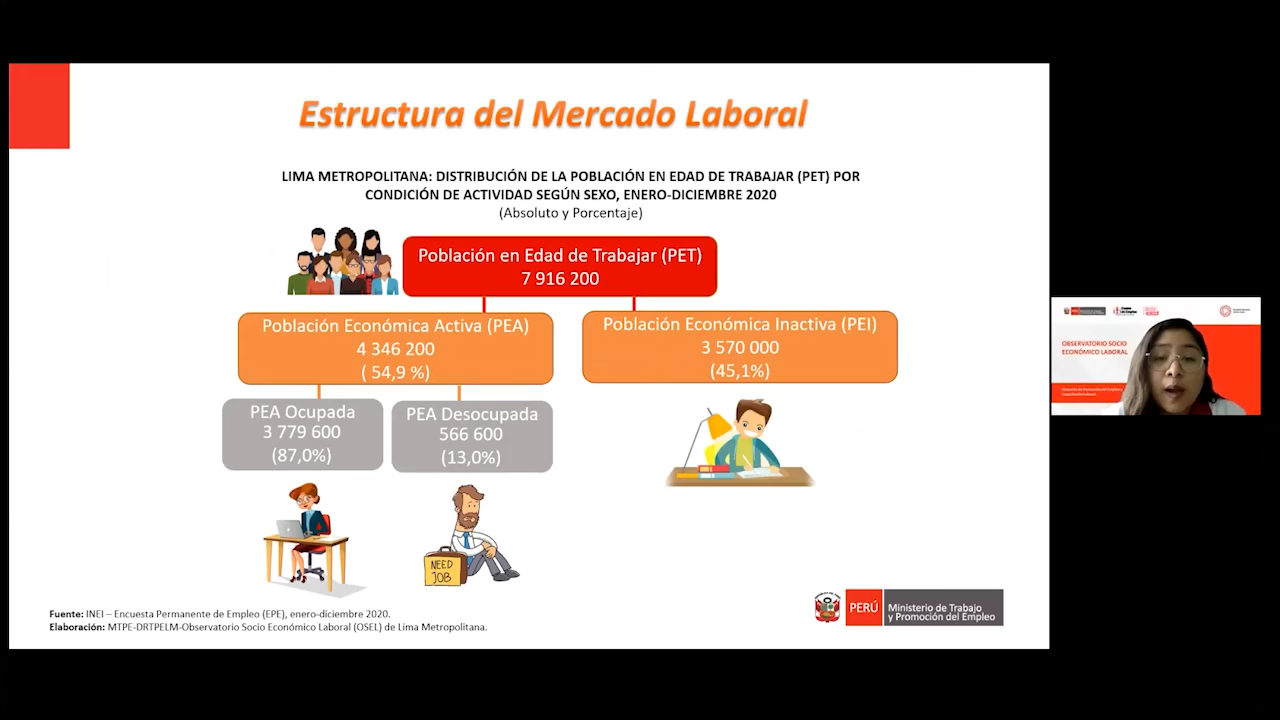 Estructura del Mercado Laboral
LIMA METROPOLITANA: DISTRIBUCIÓN DE LA POBLACIÓN EN EDAD DE TRABAJAR (PET) POR
CONDICIÓN DE ACTIVIDAD SEGÚN SEXO, ENERO-DICIEMBRE 2020
(Absoluto y Porcentaje)
Población en Edad de Trabajar (PET)
7 916 200
Población Económica Activa (PEA)
4 346 200
( 54,9 %)
Población Económica Inactiva (PEI)
3 570 000
(45,1%)
PEA Ocupada
3 779 600
(87,0%)
PEA Desocupada
566 600
(13,0%)
NEED
JOB
Fuente: INEI – Encuesta Permanente de Empleo (EPE), enero-diciembre 2020.
Elaboración: MTPE-DRTPELM-Observatorio Socio Económico Laboral (OSEL) de Lima Metropolitana.
PERÚ
Ministerio de Trabajo
y Promoción del Empleo
OBSERVATORIO SOCIO
ECONÓMICO LABORAL